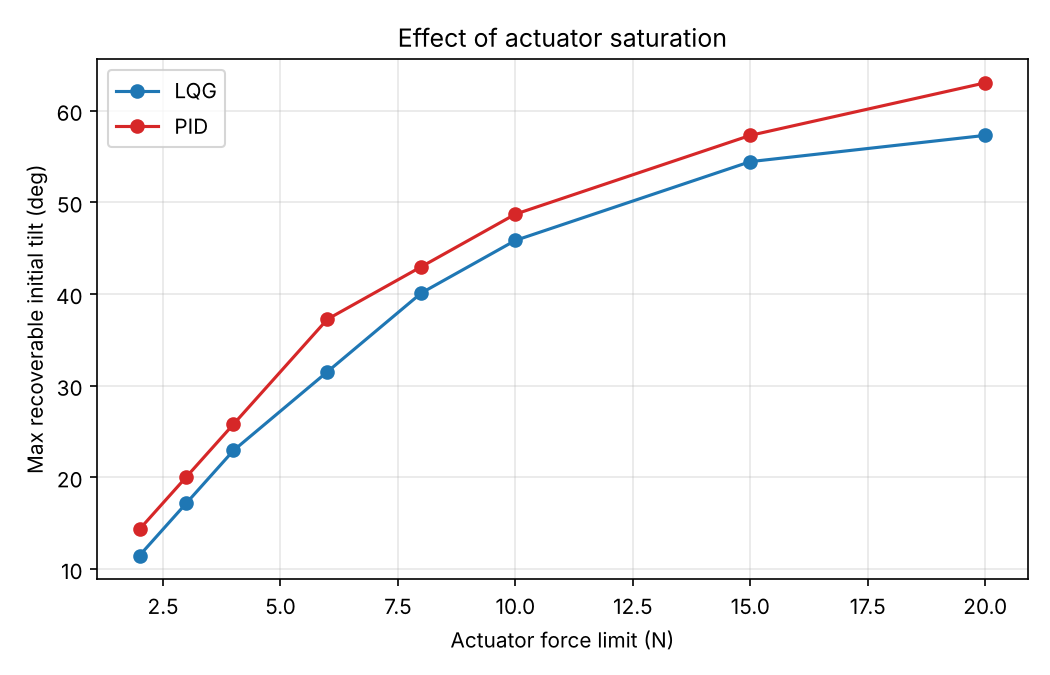 Effect of actuator saturation
LQG
PID
Max recoverable initial tilt (deg)
60
50
40
30
20
10
2.5 5.0 7.5 10.0 12.5 15.0 17.5 20.0
Actuator force limit (N)